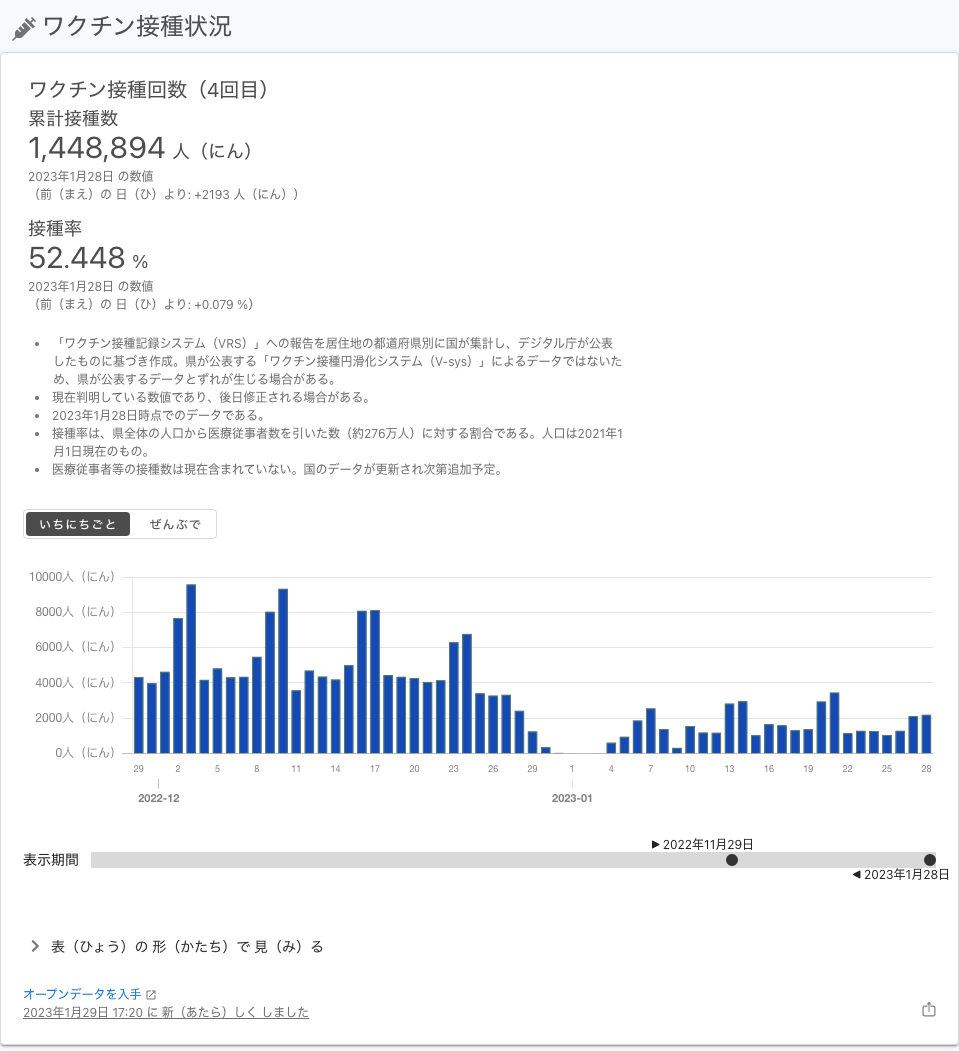 ワクチン接種状況
ワクチン接種回数（4回目）
累計接種数
1,448,894 人（にん）
2023年1月28日 の数値
（前（まえ）の 日（ひ）より: +2193 人（にん））
接種率
52.448 %
2023年1月28日 の数値
（前（まえ）の 日（ひ）より: +0.079 %）
• 「ワクチン接種記録システム（VRS）」への報告を居住地の都道府県別に国が集計し、デジタル庁が公表
したものに基づき作成。県が公表する「ワクチン接種円滑化システム（V-sys）」によるデータではないた
め、県が公表するデータとずれが生じる場合がある。
• 現在判明している数値であり、後日修正される場合がある。
• 2023年1月28日時点でのデータである。
• 接種率は、県全体の人口から医療従事者数を引いた数（約276万人）に対する割合である。人口は2021年1
月1日現在のもの。
• 医療従事者等の接種数は現在含まれていない。国のデータが更新され次第追加予定。
いちにちごと ぜんぶで
10000人（にん）
8000人（にん）
6000人（にん）
4000人（にん）
2000人（にん）
0人（にん）
29 2 5 8 11 14 17 20 23 26 29 1 4 7 10 13 16 19 22 25 28
2022-12 2023-01
▶ 2022年11月29日
表示期間
◀ 2023年1月28日
表（ひょう）の 形（かたち）で 見（み）る
オープンデータを入手
2023年1月29日 17:20 に 新（あたら）しく しました